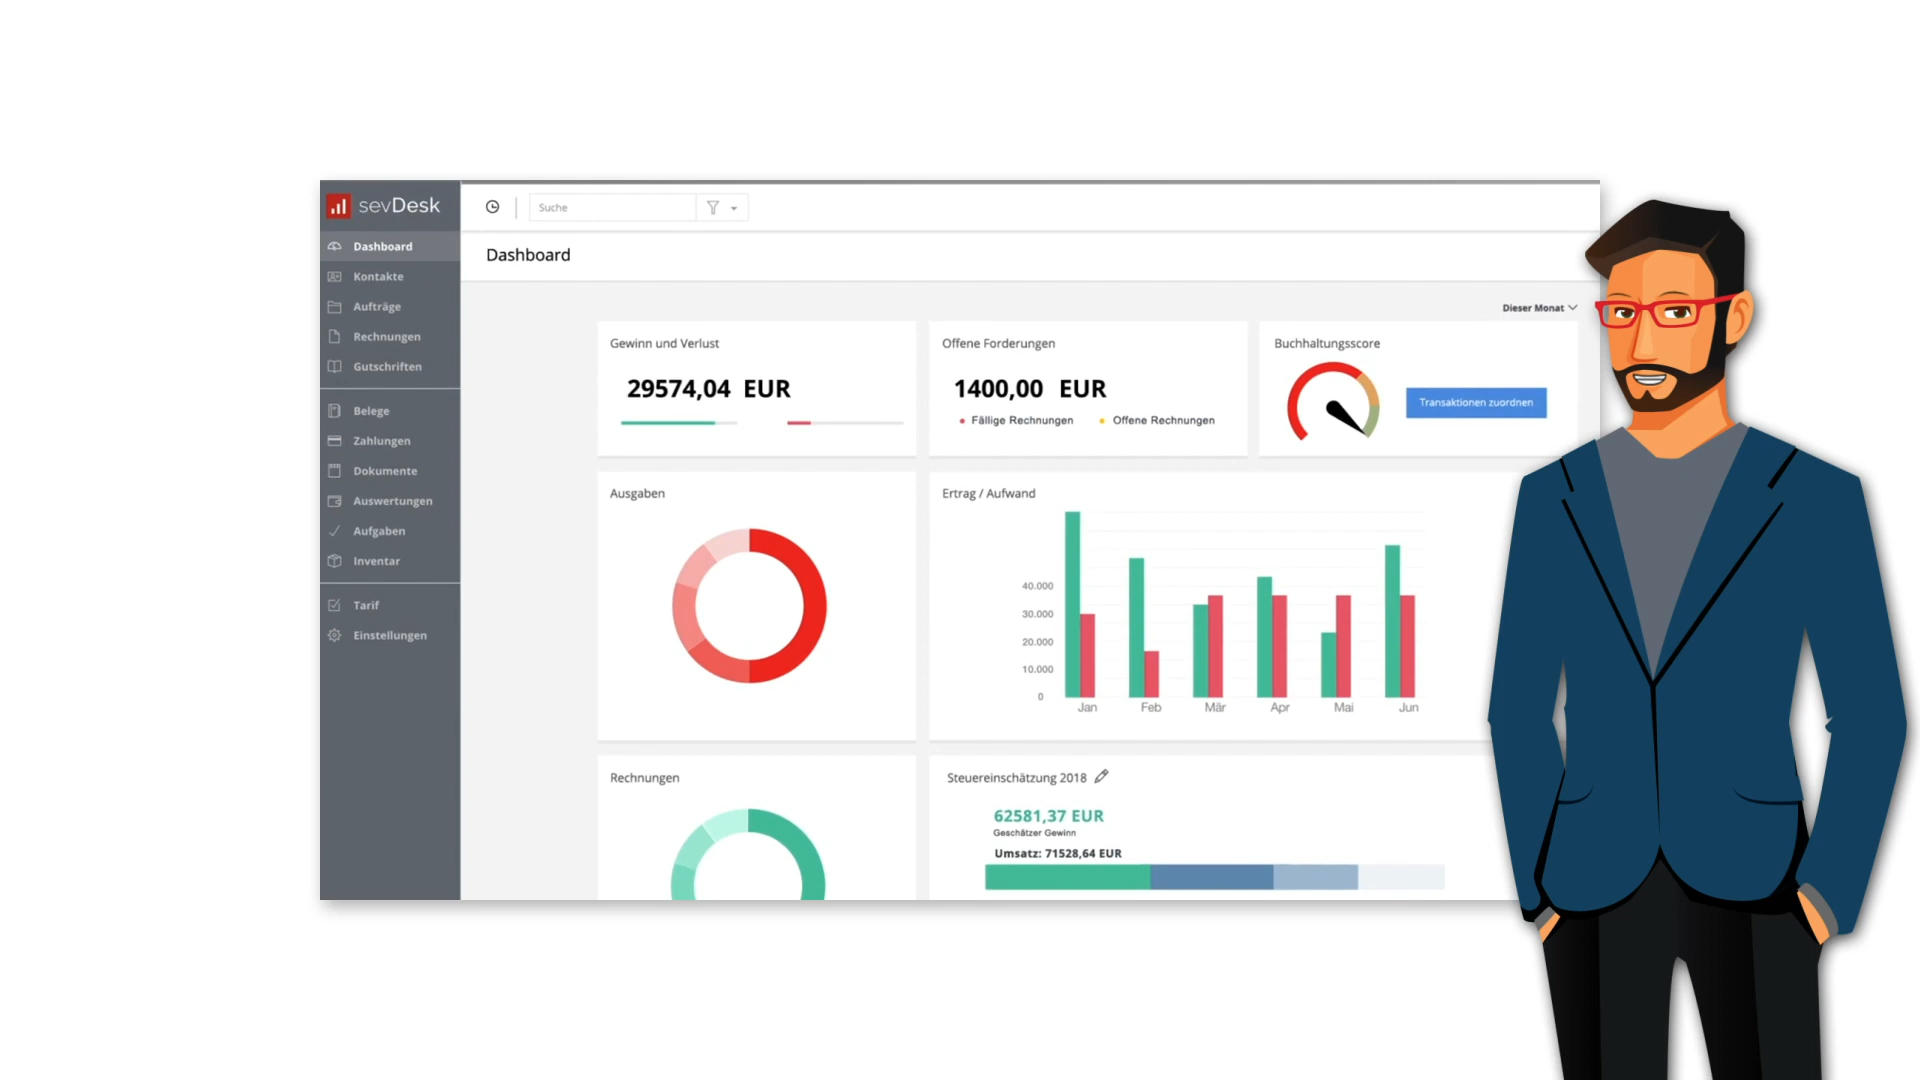 sevDesk
Suche
Dashboard
Dashboard
Kontakte
Aufträge
Rechnungen
Gutschriften
Belege
Zahlungen
Dokumente
Auswertungen
Aufgaben
Inventar
Tarif
Einstellungen
Dieser Monat
Gewinn und Verlust
29574,04 EUR
Offene Forderungen
1400,00 EUR
Fällige Rechnungen
Offene Rechnungen
Buchhaltungsscore
Transaktionen zuordnen
Ausgaben
Ertrag / Aufwand
40.000
30.000
20.000
10.000
0
Jan Feb Mär Apr Mai Jun
Rechnungen
Steuereinschätzung 2018
62581,37 EUR
Geschätzer Gewinn
Umsatz: 71528,64 EUR